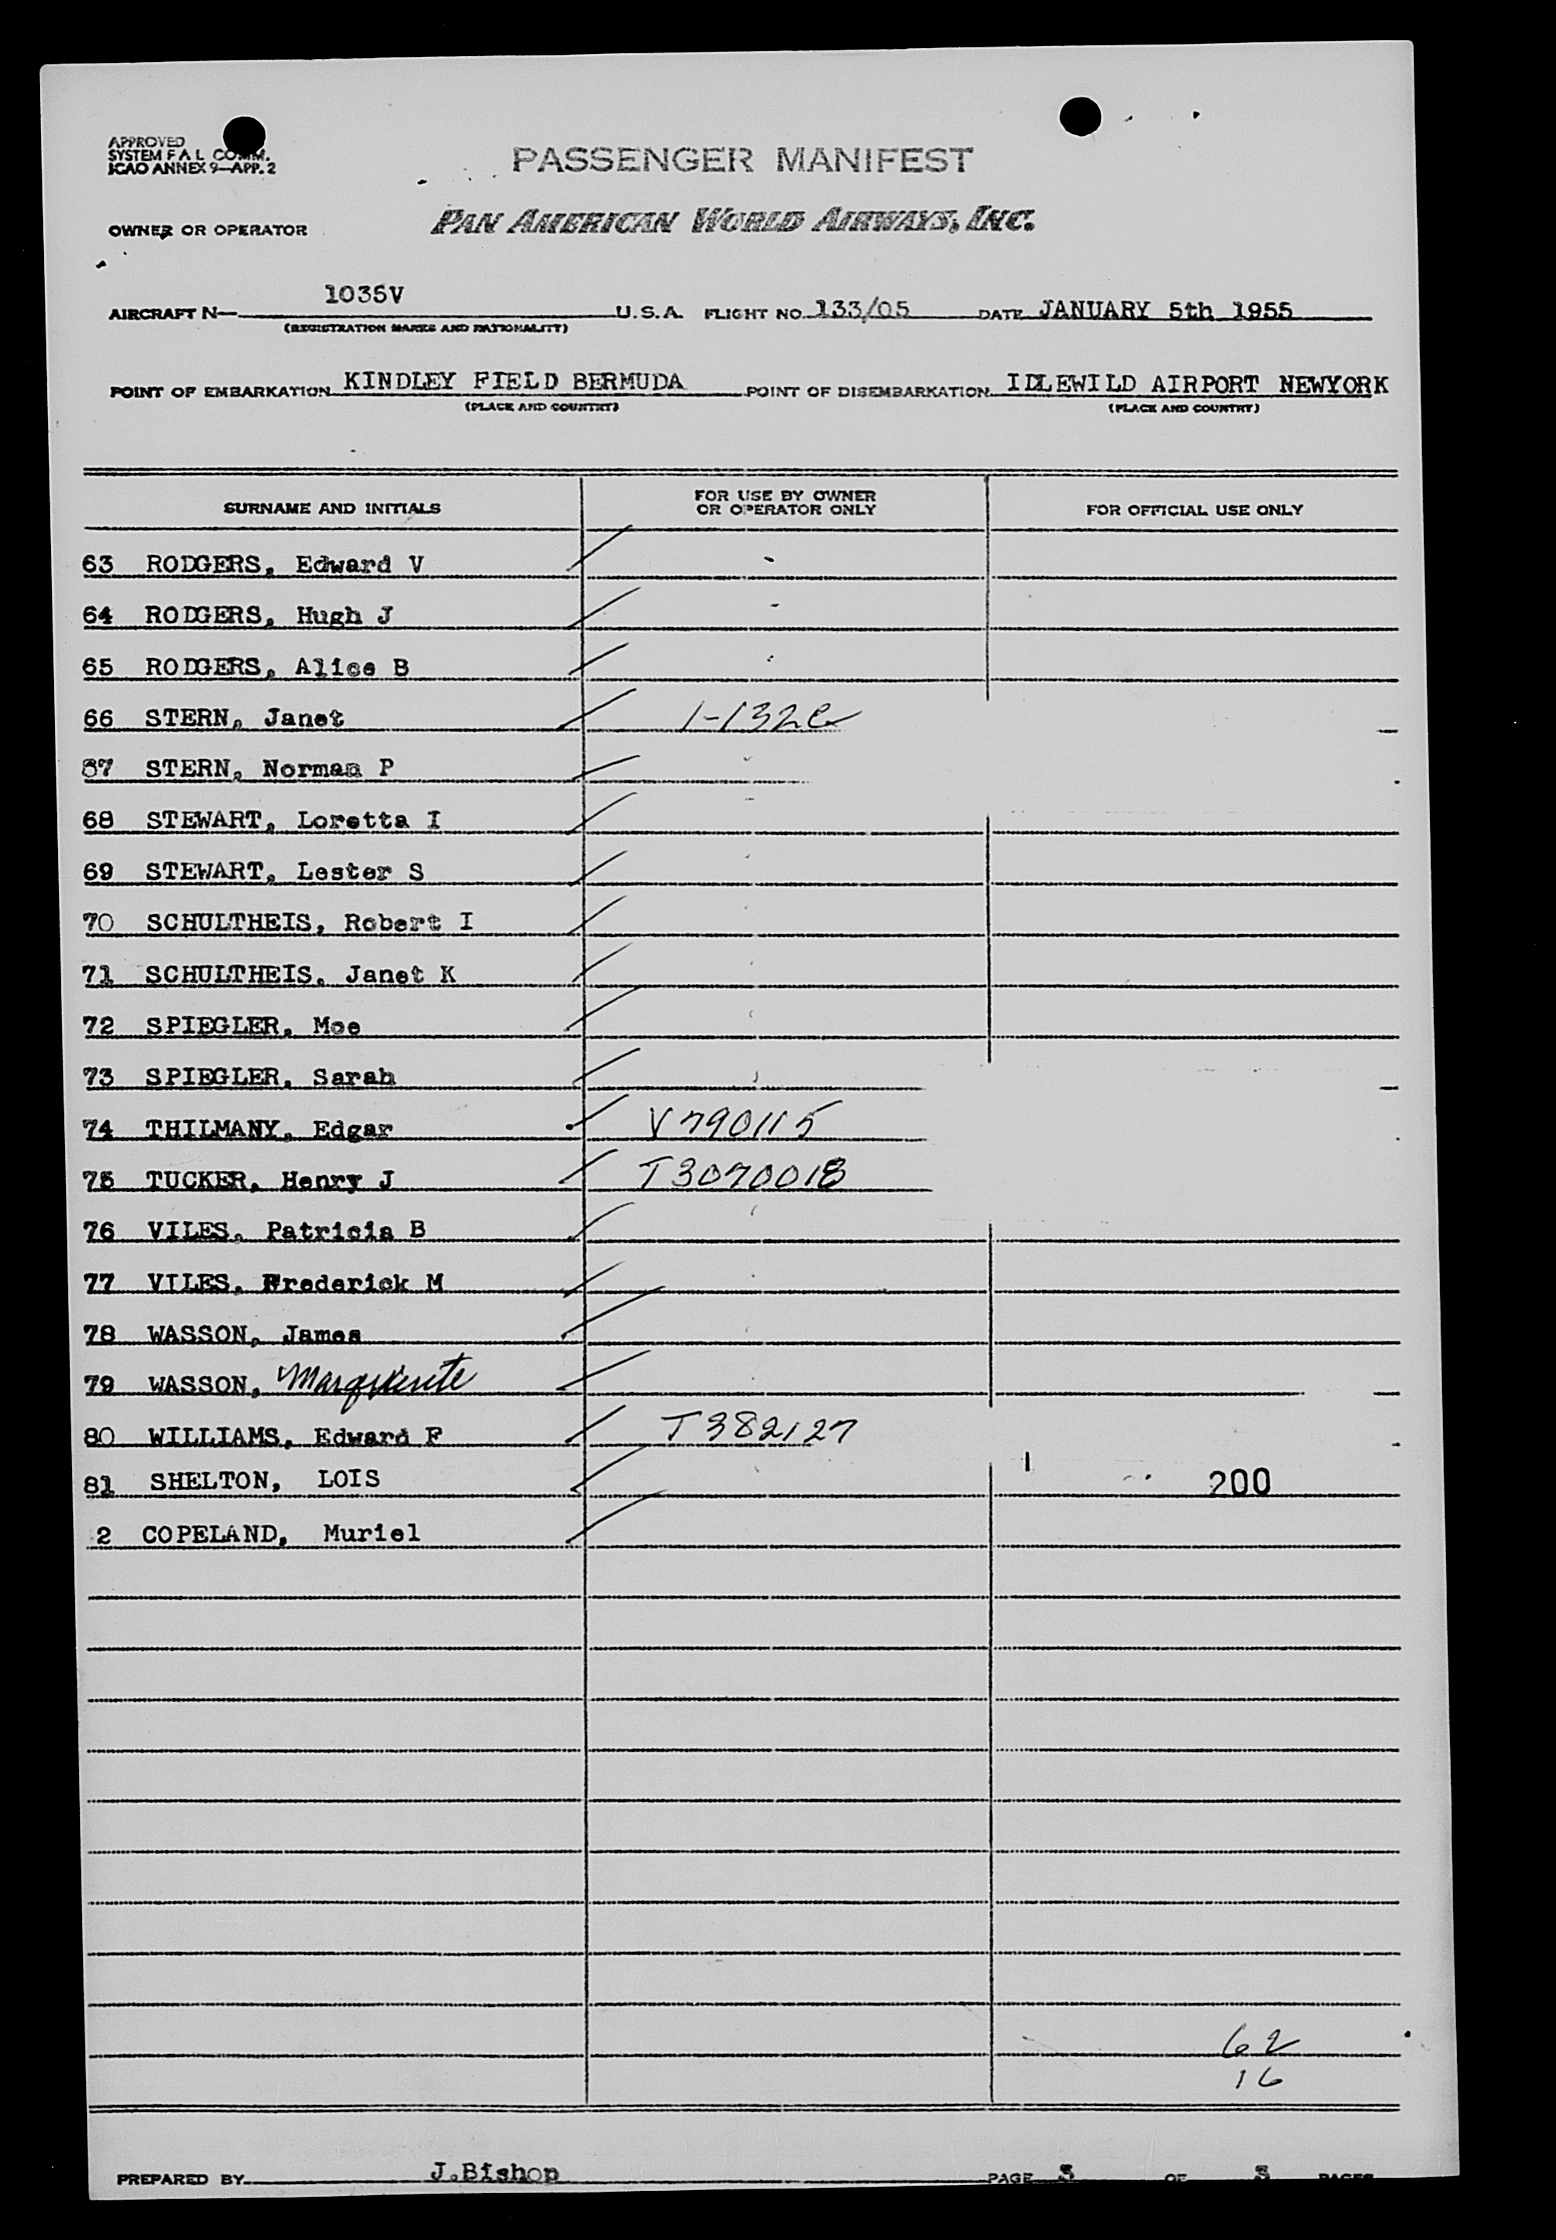 APPROVED
SYSTEM F A L COMM.
ICAO ANNEX 9—APP. 2
PASSENGER MANIFEST
OWNER OR OPERATOR PAN AMERICAN WORLD AIRWAYS, INC.
AIRCRAFT N— 1035V U.S.A. FLIGHT NO. 133/05 DATE JANUARY 5th 1955
(REGISTRATION MARKS AND NATIONALITY)
POINT OF EMBARKATION KINDLEY FIELD BERMUDA POINT OF DISEMBARKATION IDLEWILD AIRPORT NEWYORK
(PLACE AND COUNTRY) (PLACE AND COUNTRY)
SURNAME AND INITIALS FOR USE BY OWNER OR OPERATOR ONLY FOR OFFICIAL USE ONLY
63 RODGERS, Edward V
64 RODGERS, Hugh J
65 RODGERS, Alice B
66 STERN, Janet
67 STERN, Norman P
68 STEWART, Loretta I
69 STEWART, Lester S
70 SCHULTHEIS, Robert I
71 SCHULTHEIS, Janet K
72 SPIEGLER, Moe
73 SPIEGLER, Sarah
74 THILMANY, Edgar V790115
75 TUCKER, Henry J T3070018
76 VILES, Patricia B
77 VILES, Frederick M
78 WASSON, James
79 WASSON, Marguerite
80 WILLIAMS, Edward F T382127
81 SHELTON, LOIS 200
2 COPELAND, Muriel
62
16
PREPARED BY J.Bishop PAGE 3 OF 3 PAGES